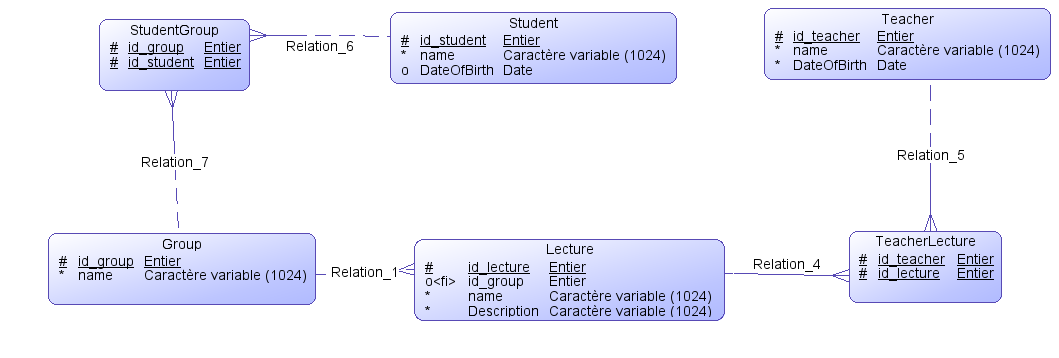 StudentGroup
# id_group Entier
# id_student Entier
Relation_6
Student
# id_student Entier
* name Caractère variable (1024)
o DateOfBirth Date
Teacher
# id_teacher Entier
* name Caractère variable (1024)
* DateOfBirth Date
Relation_7
Relation_5
Group
# id_group Entier
* name Caractère variable (1024)
Relation_1
Lecture
# id_lecture Entier
o<fi> id_group Entier
* name Caractère variable (1024)
* Description Caractère variable (1024)
Relation_4
TeacherLecture
# id_teacher Entier
# id_lecture Entier